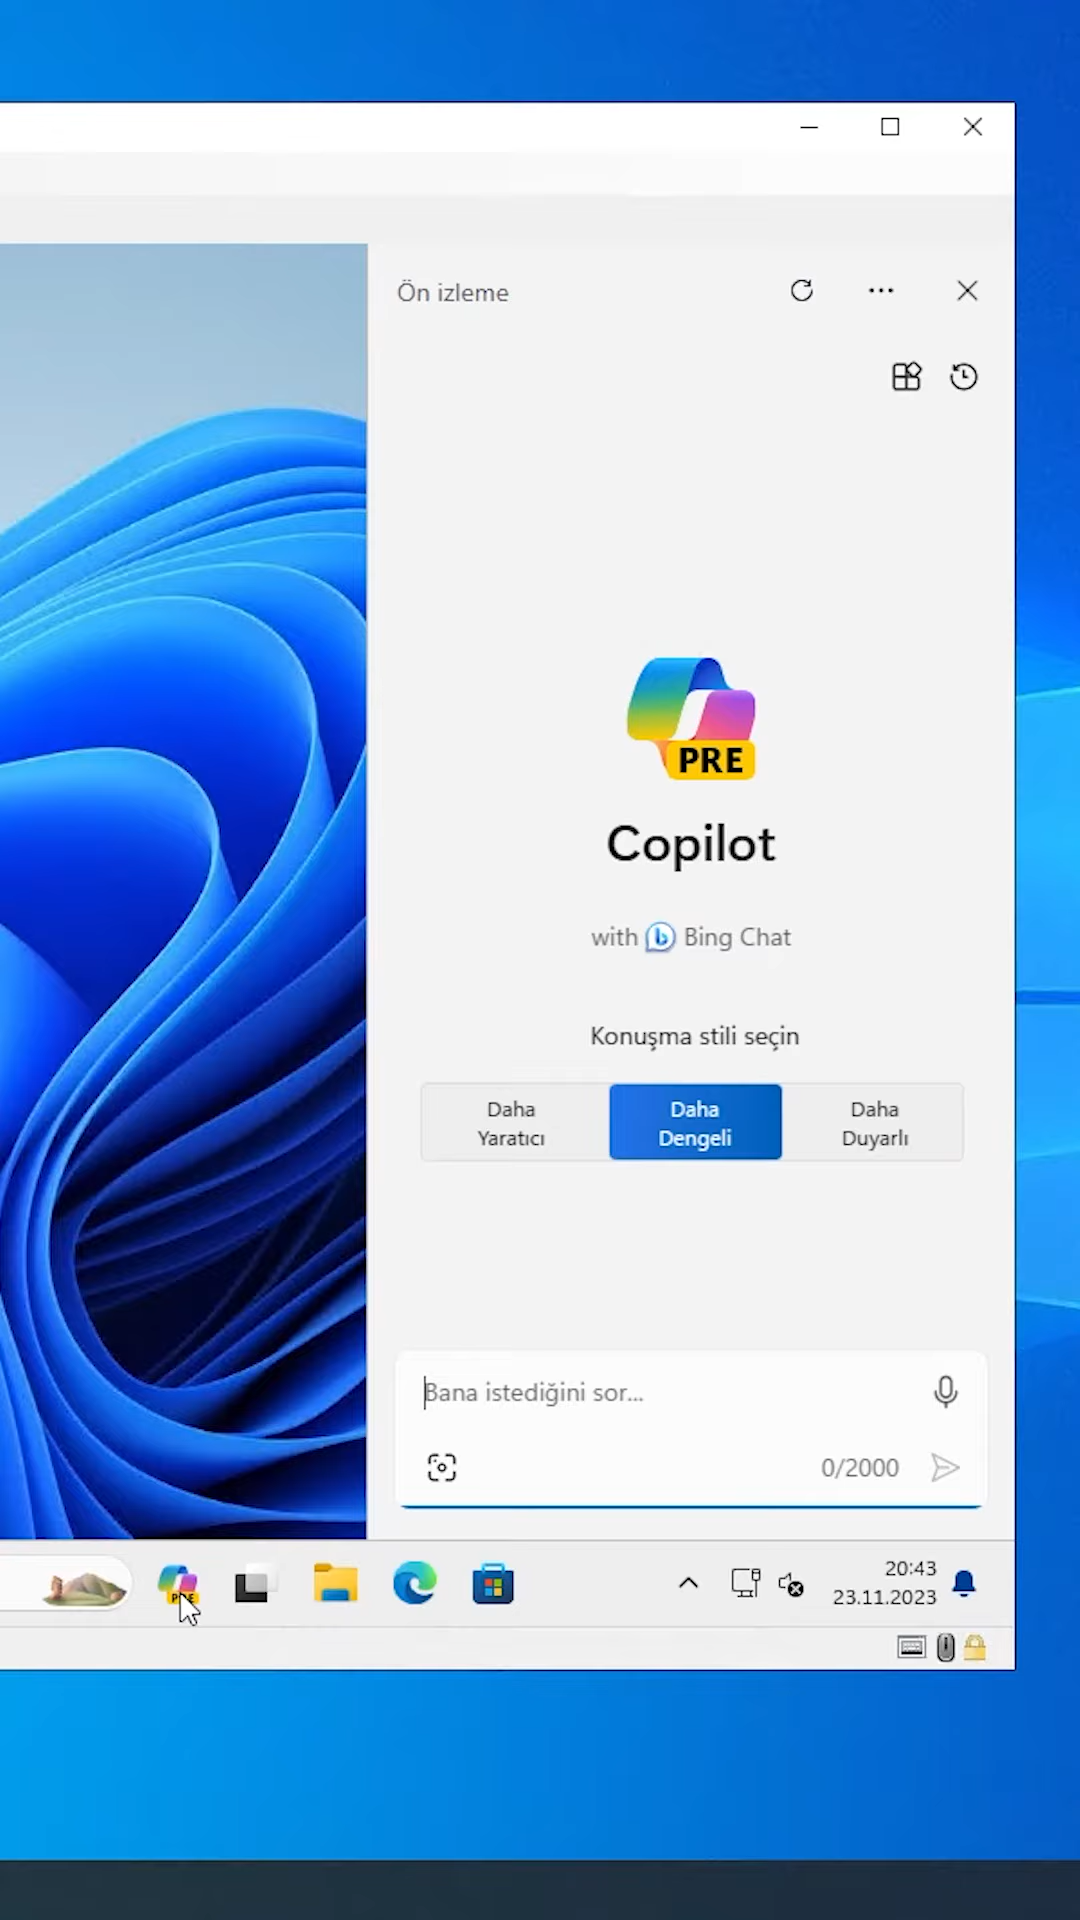 Ön izleme
PRE
Copilot
with Bing Chat
Konuşma stili seçin
Daha
Yaratıcı
Daha
Dengeli
Daha
Duyarlı
Bana istediğini sor...
0/2000
PRE
20:43
23.11.2023